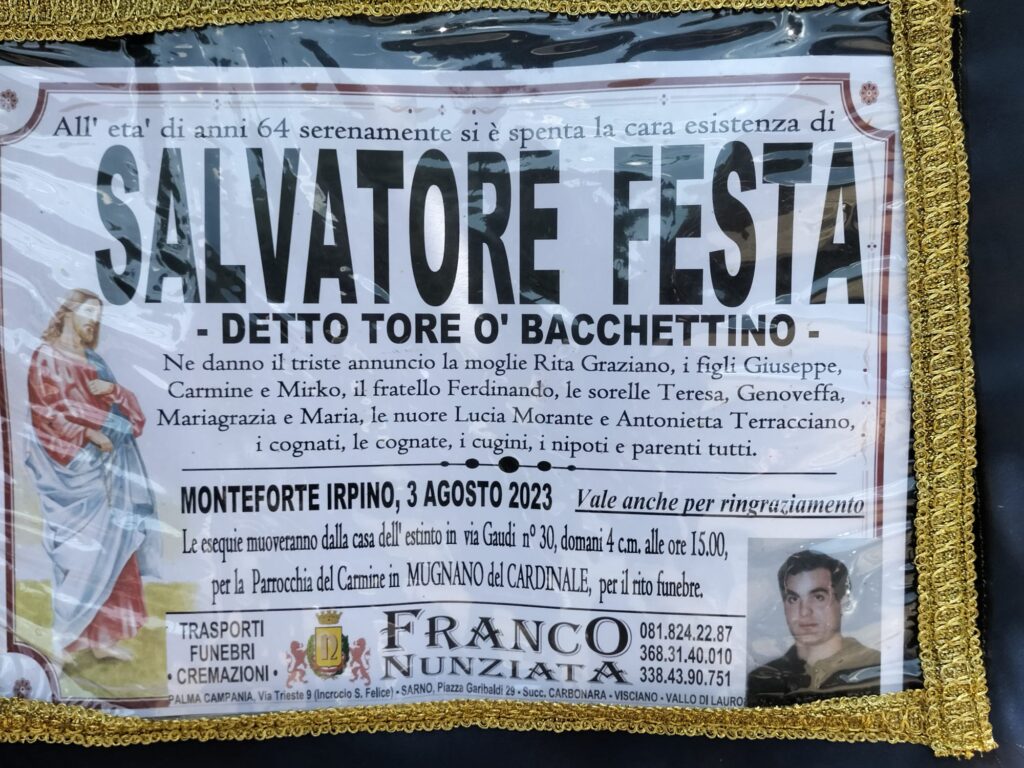 All' eta' di anni 64 serenamente si è spenta la cara esistenza di
SALVATORE FESTA
- DETTO TORE O' BACCHETTINO -
Ne danno il triste annuncio la moglie Rita Graziano, i figli Giuseppe,
Carmine e Mirko, il fratello Ferdinando, le sorelle Teresa, Genoveffa,
Mariagrazia e Maria, le nuore Lucia Morante e Antonietta Terracciano,
i cognati, le cognate, i cugini, i nipoti e parenti tutti.
MONTEFORTE IRPINO, 3 AGOSTO 2023 Vale anche per ringraziamento
Le esequie muoveranno dalla casa dell' estinto in via Gaudi n° 30, domani 4 c.m. alle ore 15.00,
per la Parrocchia del Carmine in MUGNANO del CARDINALE, per il rito funebre.
TRASPORTI
FUNEBRI
· CREMAZIONI ·
N
FRANCO
NUNZIATA
081.824.22.87
368.31.40.010
338.43.90.751
PALMA CAMPANIA, Via Trieste 9 (Incrocio S. Felice) - SARNO, Piazza Garibaldi 29 - Succ. CARBONARA - VISCIANO - VALLO DI LAURO